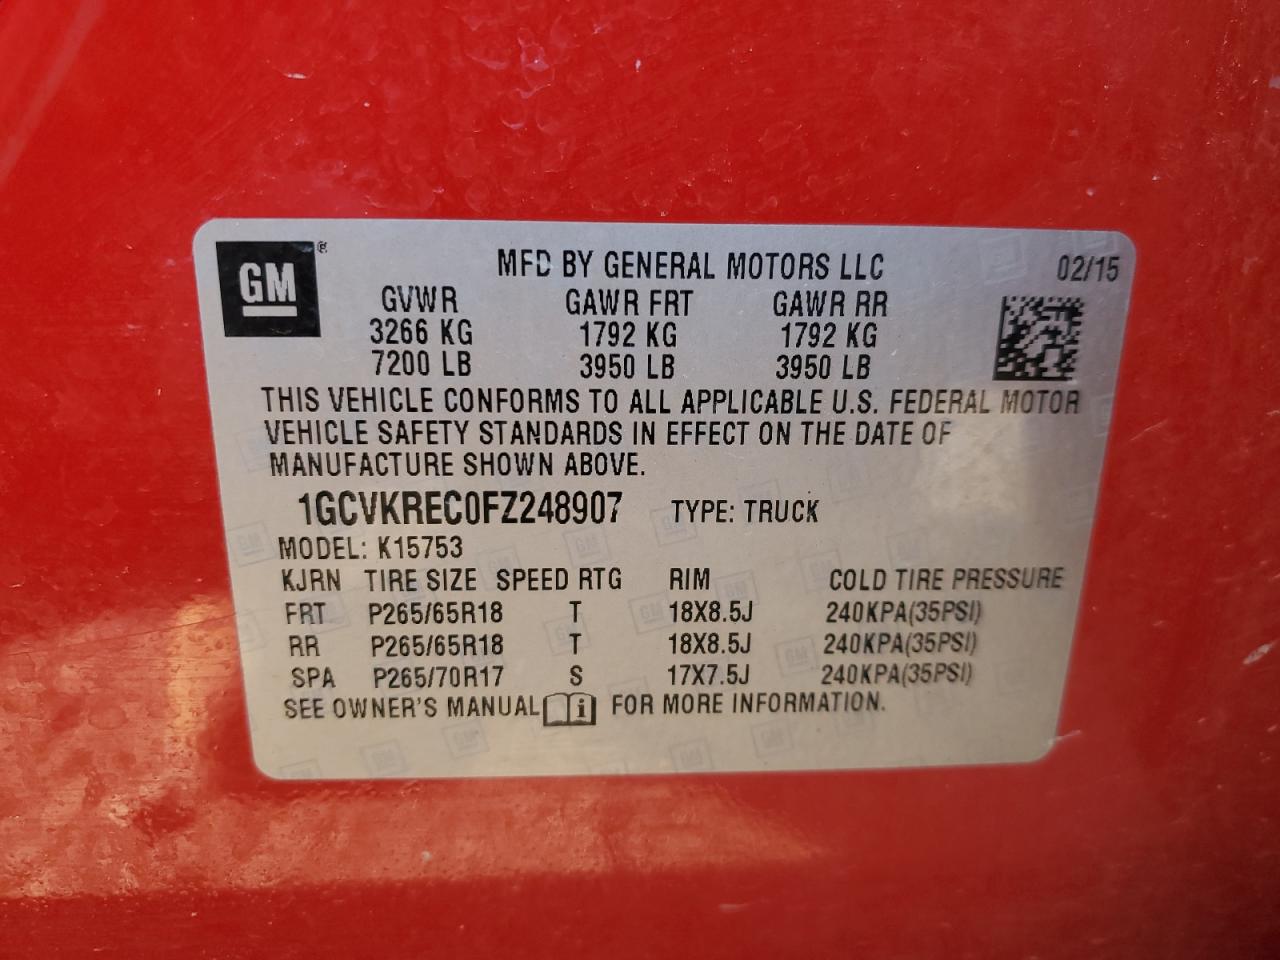 GM®
MFD BY GENERAL MOTORS LLC 02/15
GVWR GAWR FRT GAWR RR
3266 KG 1792 KG 1792 KG
7200 LB 3950 LB 3950 LB
THIS VEHICLE CONFORMS TO ALL APPLICABLE U.S. FEDERAL MOTOR
VEHICLE SAFETY STANDARDS IN EFFECT ON THE DATE OF
MANUFACTURE SHOWN ABOVE.
1GCVKREC0FZ248907 TYPE: TRUCK
MODEL: K15753
KJRN TIRE SIZE SPEED RTG RIM COLD TIRE PRESSURE
FRT P265/65R18 T 18X8.5J 240KPA(35PSI)
RR P265/65R18 T 18X8.5J 240KPA(35PSI)
SPA P265/70R17 S 17X7.5J 240KPA(35PSI)
SEE OWNER'S MANUAL i FOR MORE INFORMATION.